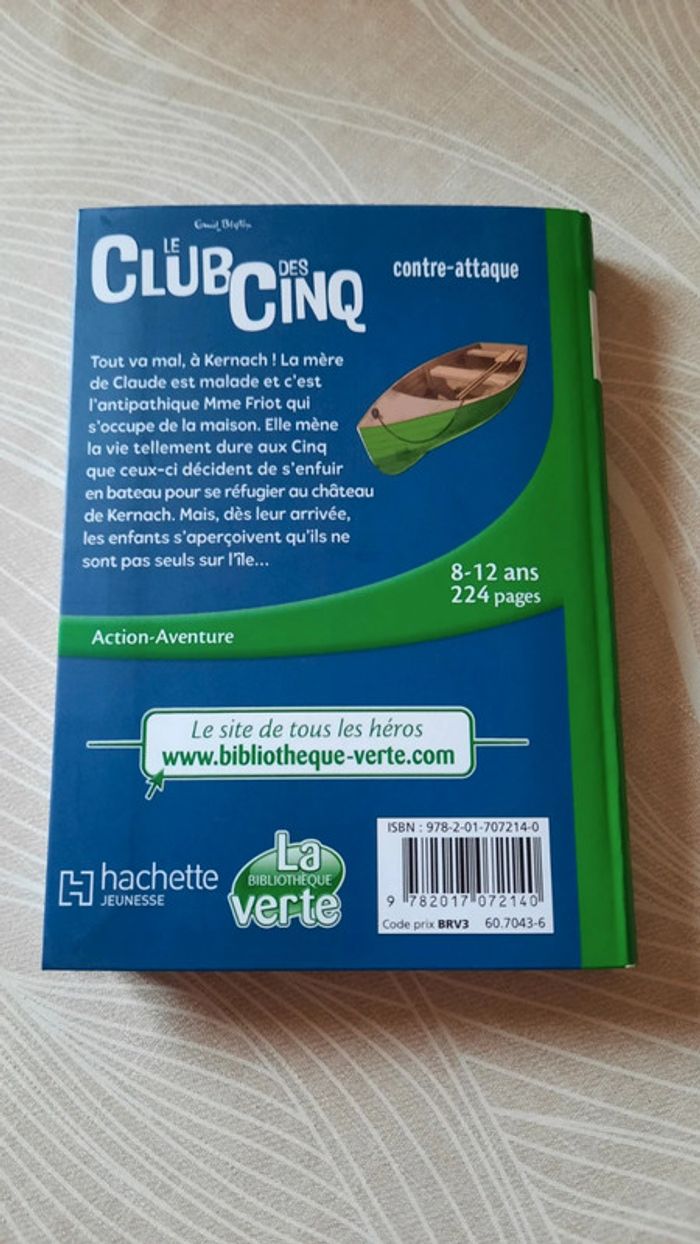 Enid Blyton
LE CLUB DES CINQ
contre-attaque
Tout va mal, à Kernach ! La mère
de Claude est malade et c'est
l'antipathique Mme Friot qui
s'occupe de la maison. Elle mène
la vie tellement dure aux Cinq
que ceux-ci décident de s'enfuir
en bateau pour se réfugier au château
de Kernach. Mais, dès leur arrivée,
les enfants s'aperçoivent qu'ils ne
sont pas seuls sur l'île...
8-12 ans
224 pages
Action-Aventure
Le site de tous les héros
www.bibliotheque-verte.com
hachette
JEUNESSE
La
BIBLIOTHÈQUE
verte
ISBN : 978-2-01-707214-0
9 782017 072140
Code prix BRV3 60.7043-6